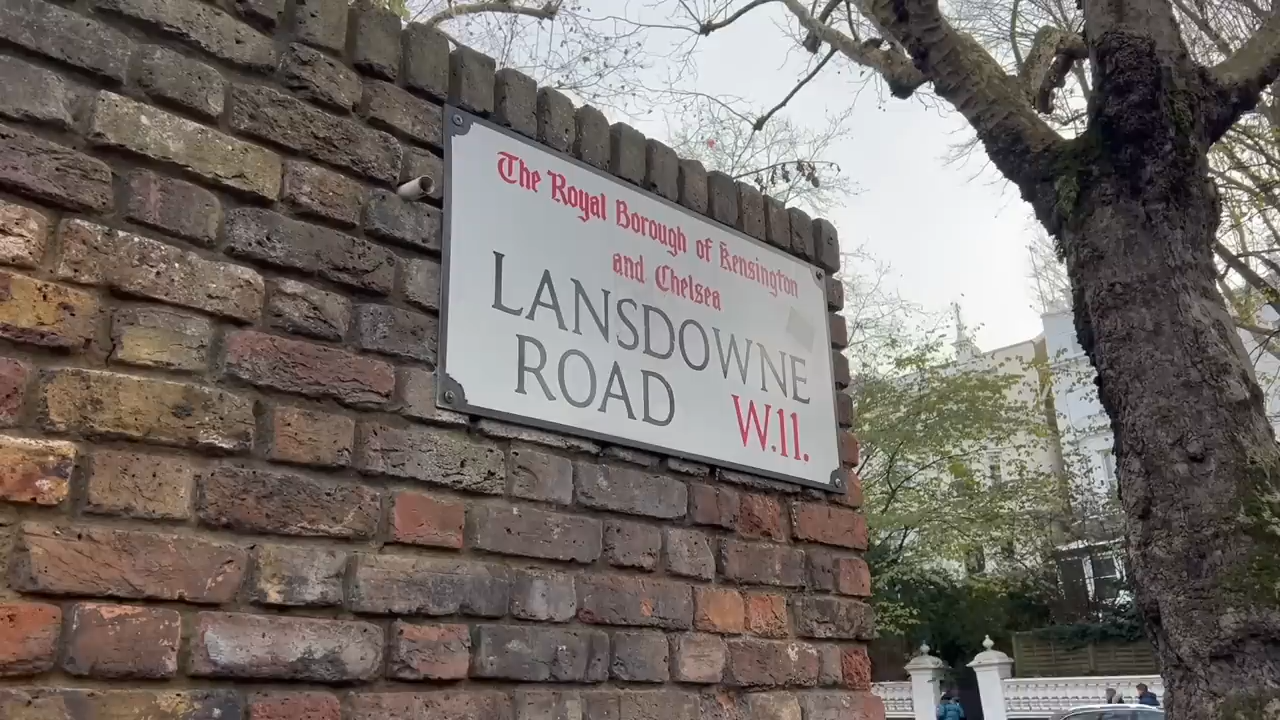 The Royal Borough of Kensington
and Chelsea
LANSDOWNE
ROAD W.11.